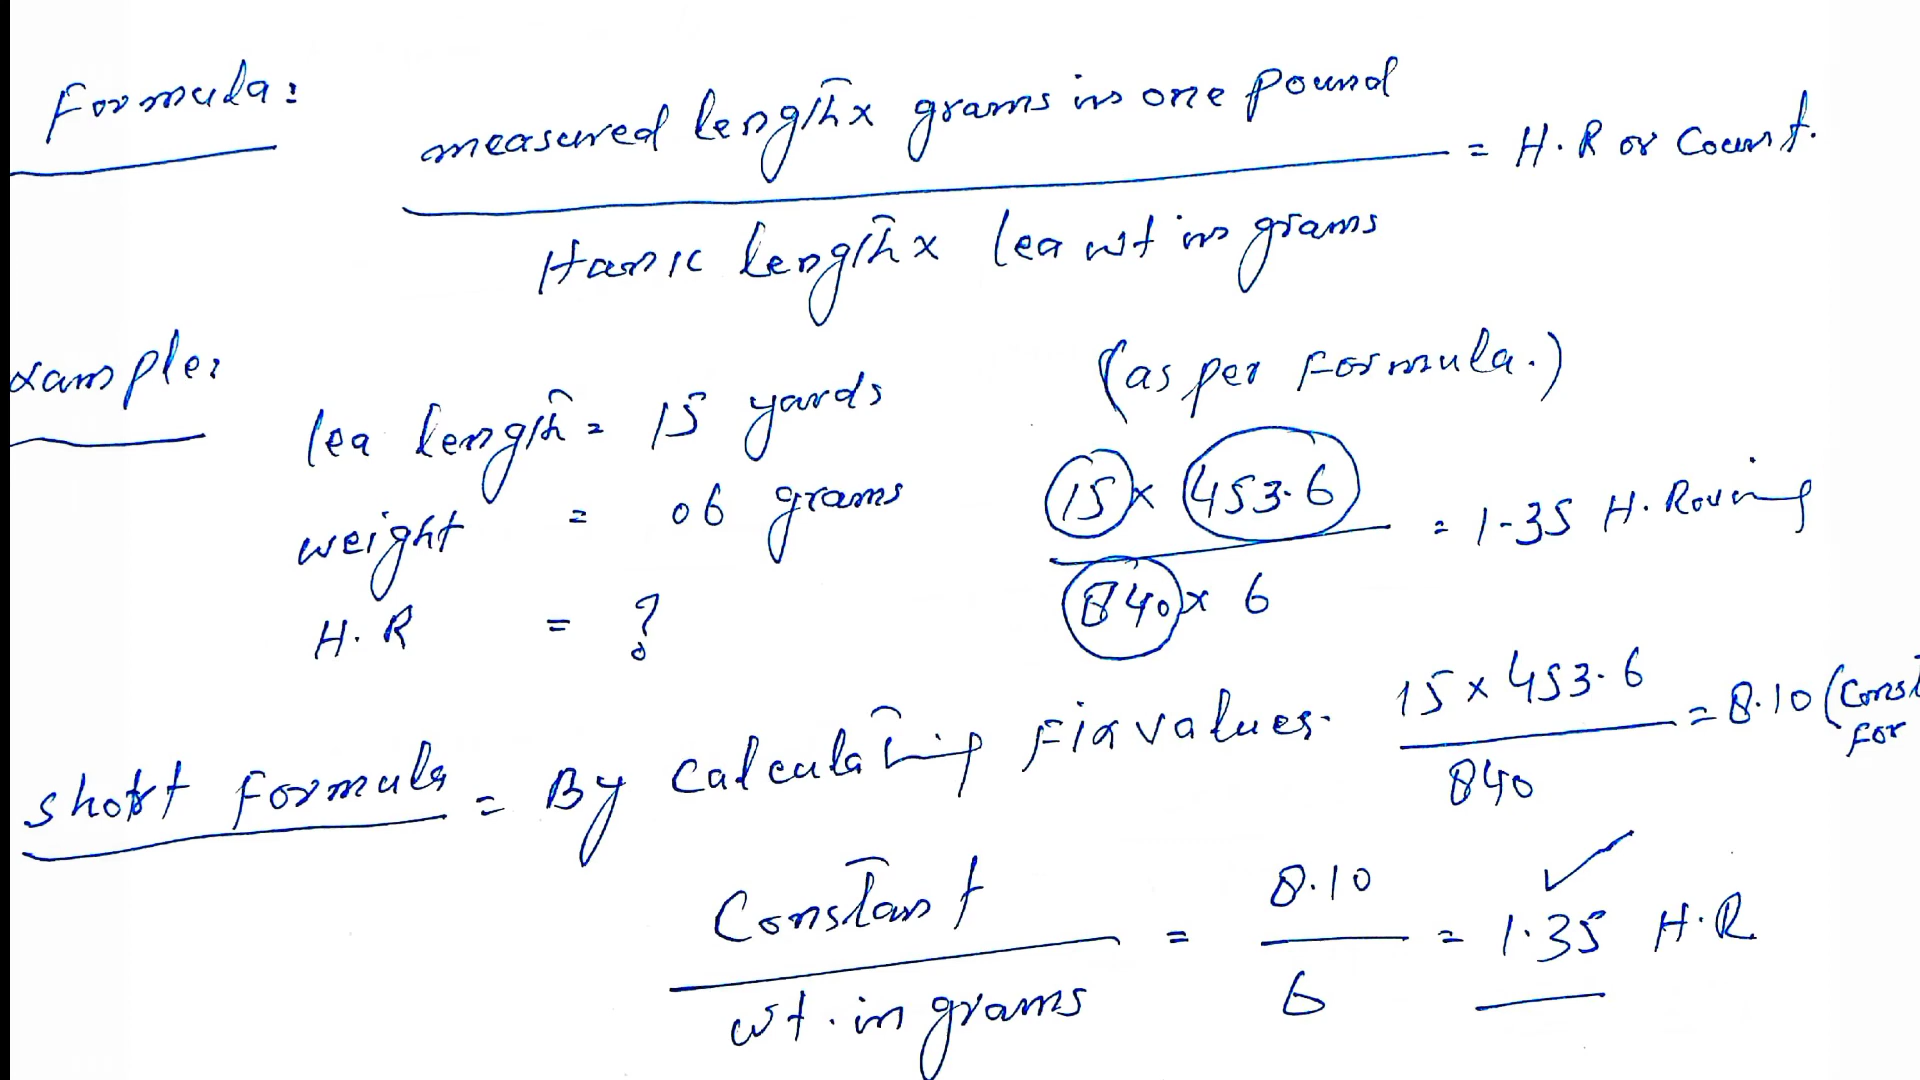 Formula:
measured length x grams in one pound
= H.R or Count.
Hank length x lea wt in grams
xample:
(as per Formula.)
lea length = 15 yards
15 x 453.6
= 1-35 H. Roving
840 x 6
weight = 06 grams
H.R = ?
short Formula = By Calculating Fix values.
15 x 453.6
= 8.10 (Const
For
840
Constant
= 8.10
= 1.35 H.R
wt. in grams
6